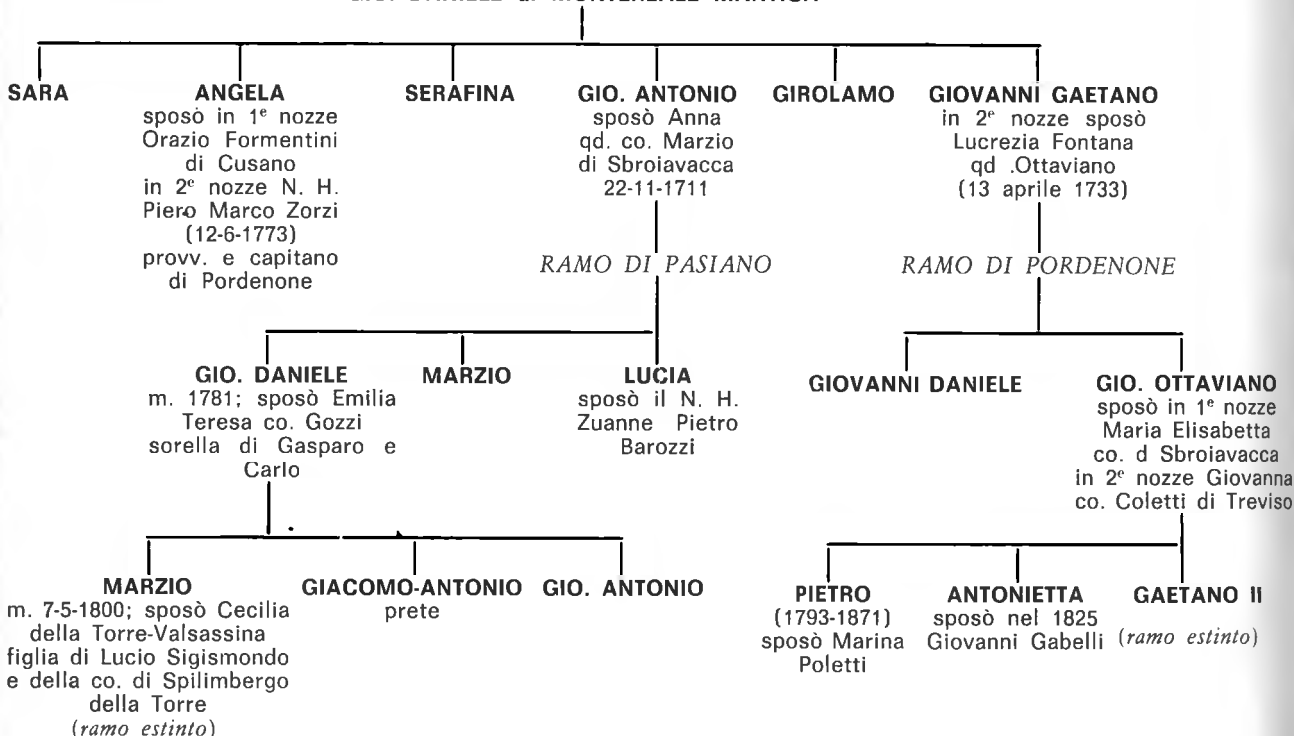 SARA
ANGELA
sposò in 1e nozze
Orazio Formentini
di Cusano
in 2e nozze N. H.
Piero Marco Zorzi
(12-6-1773)
provv. e capitano
di Pordenone
SERAFINA
GIO. ANTONIO
sposò Anna
qd. co. Marzio
di Sbroiavacca
22-11-1711
GIROLAMO
GIOVANNI GAETANO
in 2e nozze sposò
Lucrezia Fontana
qd .Ottaviano
(13 aprile 1733)
RAMO DI PASIANO
RAMO DI PORDENONE
GIO. DANIELE
m. 1781; sposò Emilia
Teresa co. Gozzi
sorella di Gasparo e
Carlo
MARZIO
LUCIA
sposò il N. H.
Zuanne Pietro
Barozzi
GIOVANNI DANIELE
GIO. OTTAVIANO
sposò in 1e nozze
Maria Elisabetta
co. d Sbroiavacca
in 2e nozze Giovanna
co. Coletti di Treviso
MARZIO
m. 7-5-1800; sposò Cecilia
della Torre-Valsassina
figlia di Lucio Sigismondo
e della co. di Spilimbergo
della Torre
(ramo estinto)
GIACOMO-ANTONIO
prete
GIO. ANTONIO
PIETRO
(1793-1871)
sposò Marina
Poletti
ANTONIETTA
sposò nel 1825
Giovanni Gabelli
GAETANO II
(ramo estinto)